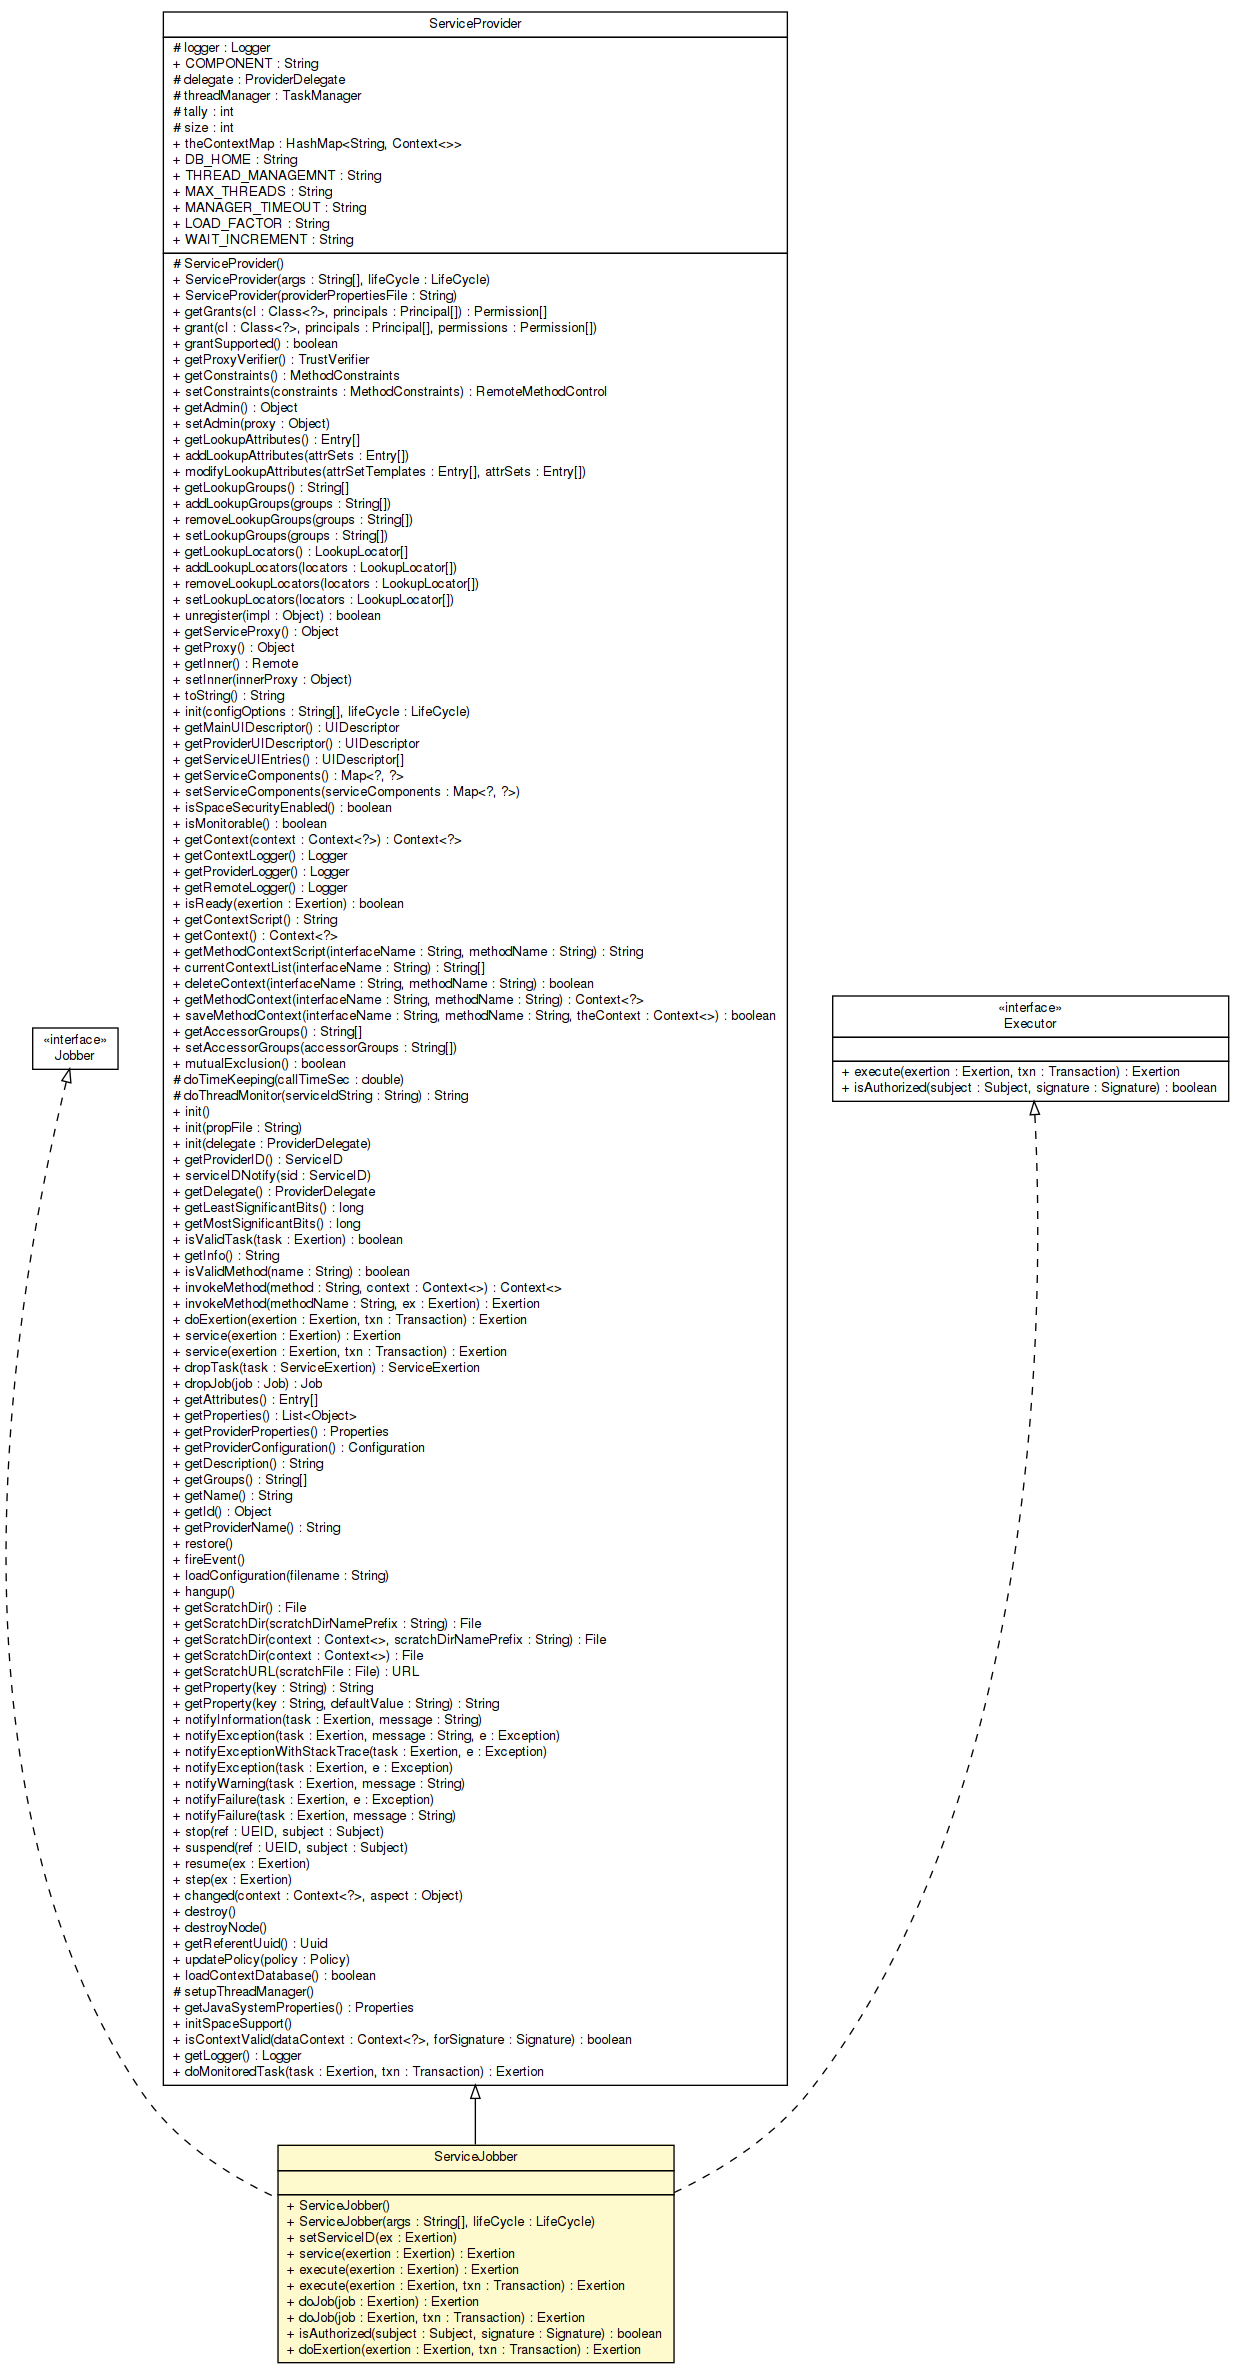 ServiceProvider
# logger : Logger
+ COMPONENT : String
# delegate : ProviderDelegate
# threadManager : TaskManager
# tally : int
# size : int
+ theContextMap : HashMap<String, Context<>>
+ DB_HOME : String
+ THREAD_MANAGEMNT : String
+ MAX_THREADS : String
+ MANAGER_TIMEOUT : String
+ LOAD_FACTOR : String
+ WAIT_INCREMENT : String
# ServiceProvider()
+ ServiceProvider(args : String[], lifeCycle : LifeCycle)
+ ServiceProvider(providerPropertiesFile : String)
+ getGrants(cl : Class<?>, principals : Principal[]) : Permission[]
+ grant(cl : Class<?>, principals : Principal[], permissions : Permission[])
+ grantSupported() : boolean
+ getProxyVerifier() : TrustVerifier
+ getConstraints() : MethodConstraints
+ setConstraints(constraints : MethodConstraints) : RemoteMethodControl
+ getAdmin() : Object
+ setAdmin(proxy : Object)
+ getLookupAttributes() : Entry[]
+ addLookupAttributes(attrSets : Entry[])
+ modifyLookupAttributes(attrSetTemplates : Entry[], attrSets : Entry[])
+ getLookupGroups() : String[]
+ addLookupGroups(groups : String[])
+ removeLookupGroups(groups : String[])
+ setLookupGroups(groups : String[])
+ getLookupLocators() : LookupLocator[]
+ addLookupLocators(locators : LookupLocator[])
+ removeLookupLocators(locators : LookupLocator[])
+ setLookupLocators(locators : LookupLocator[])
+ unregister(impl : Object) : boolean
+ getServiceProxy() : Object
+ getProxy() : Object
+ getInner() : Remote
+ setInner(innerProxy : Object)
+ toString() : String
+ init(configOptions : String[], lifeCycle : LifeCycle)
+ getMainUIDescriptor() : UIDescriptor
+ getProviderUIDescriptor() : UIDescriptor
+ getServiceUIEntries() : UIDescriptor[]
+ getServiceComponents() : Map<?, ?>
+ setServiceComponents(serviceComponents : Map<?, ?>)
+ isSpaceSecurityEnabled() : boolean
+ isMonitorable() : boolean
+ getContext(context : Context<?>) : Context<?>
+ getContextLogger() : Logger
+ getProviderLogger() : Logger
+ getRemoteLogger() : Logger
+ isReady(exertion : Exertion) : boolean
+ getContextScript() : String
+ getContext() : Context<?>
+ getMethodContextScript(interfaceName : String, methodName : String) : String
+ currentContextList(interfaceName : String) : String[]
+ deleteContext(interfaceName : String, methodName : String) : boolean
+ getMethodContext(interfaceName : String, methodName : String) : Context<?>
+ saveMethodContext(interfaceName : String, methodName : String, theContext : Context<>) : boolean
+ getAccessorGroups() : String[]
+ setAccessorGroups(accessorGroups : String[])
+ mutualExclusion() : boolean
# doTimeKeeping(callTimeSec : double)
# doThreadMonitor(serviceIdString : String) : String
+ init()
+ init(propFile : String)
+ init(delegate : ProviderDelegate)
+ getProviderID() : ServiceID
+ serviceIDNotify(sid : ServiceID)
+ getDelegate() : ProviderDelegate
+ getLeastSignificantBits() : long
+ getMostSignificantBits() : long
+ isValidTask(task : Exertion) : boolean
+ getInfo() : String
+ isValidMethod(name : String) : boolean
+ invokeMethod(method : String, context : Context<>) : Context<>
+ invokeMethod(methodName : String, ex : Exertion) : Exertion
+ doExertion(exertion : Exertion, txn : Transaction) : Exertion
+ service(exertion : Exertion) : Exertion
+ service(exertion : Exertion, txn : Transaction) : Exertion
+ dropTask(task : ServiceExertion) : ServiceExertion
+ dropJob(job : Job) : Job
+ getAttributes() : Entry[]
+ getProperties() : List<Object>
+ getProviderProperties() : Properties
+ getProviderConfiguration() : Configuration
+ getDescription() : String
+ getGroups() : String[]
+ getName() : String
+ getId() : Object
+ getProviderName() : String
+ restore()
+ fireEvent()
+ loadConfiguration(filename : String)
+ hangup()
+ getScratchDir() : File
+ getScratchDir(scratchDirNamePrefix : String) : File
+ getScratchDir(context : Context<>, scratchDirNamePrefix : String) : File
+ getScratchDir(context : Context<>) : File
+ getScratchURL(scratchFile : File) : URL
+ getProperty(key : String) : String
+ getProperty(key : String, defaultValue : String) : String
+ notifyInformation(task : Exertion, message : String)
+ notifyException(task : Exertion, message : String, e : Exception)
+ notifyExceptionWithStackTrace(task : Exertion, e : Exception)
+ notifyException(task : Exertion, e : Exception)
+ notifyWarning(task : Exertion, message : String)
+ notifyFailure(task : Exertion, e : Exception)
+ notifyFailure(task : Exertion, message : String)
+ stop(ref : UEID, subject : Subject)
+ suspend(ref : UEID, subject : Subject)
+ resume(ex : Exertion)
+ step(ex : Exertion)
+ changed(context : Context<?>, aspect : Object)
+ destroy()
+ destroyNode()
+ getReferentUuid() : Uuid
+ updatePolicy(policy : Policy)
+ loadContextDatabase() : boolean
# setupThreadManager()
+ getJavaSystemProperties() : Properties
+ initSpaceSupport()
+ isContextValid(dataContext : Context<?>, forSignature : Signature) : boolean
+ getLogger() : Logger
+ doMonitoredTask(task : Exertion, txn : Transaction) : Exertion
«interface»
Jobber
«interface»
Executor
+ execute(exertion : Exertion, txn : Transaction) : Exertion
+ isAuthorized(subject : Subject, signature : Signature) : boolean
ServiceJobber
+ ServiceJobber()
+ ServiceJobber(args : String[], lifeCycle : LifeCycle)
+ setServiceID(ex : Exertion)
+ service(exertion : Exertion) : Exertion
+ execute(exertion : Exertion) : Exertion
+ execute(exertion : Exertion, txn : Transaction) : Exertion
+ doJob(job : Exertion) : Exertion
+ doJob(job : Exertion, txn : Transaction) : Exertion
+ isAuthorized(subject : Subject, signature : Signature) : boolean
+ doExertion(exertion : Exertion, txn : Transaction) : Exertion